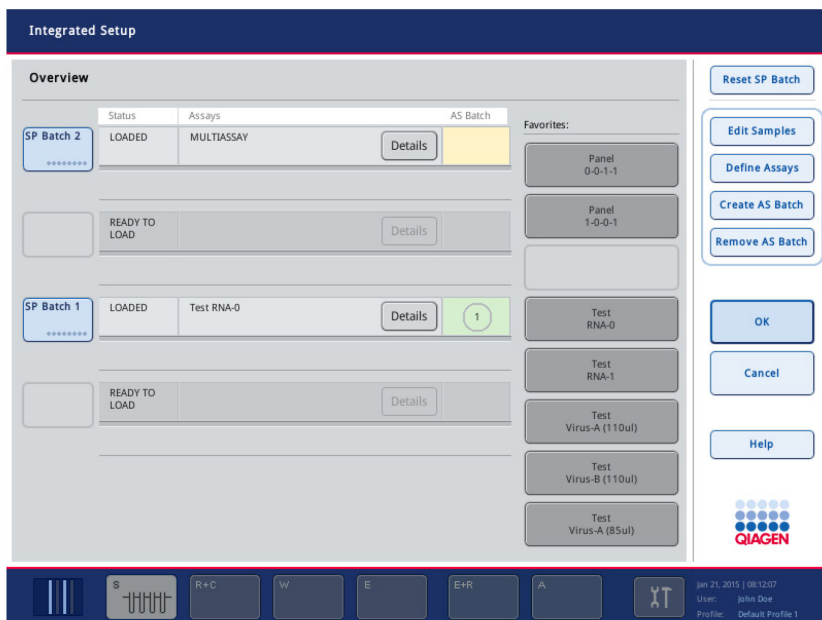 Integrated Setup
Overview
Status
Assays
AS Batch
SP Batch 2
LOADED
MULTIASSAY
Details
READY TO
LOAD
Details
SP Batch 1
LOADED
Test RNA-0
Details
1
READY TO
LOAD
Details
Favorites:
Panel
0-0-1-1
Panel
1-0-0-1
Test
RNA-0
Test
RNA-1
Test
Virus-A (110ul)
Test
Virus-B (110ul)
Test
Virus-A (85ul)
Reset SP Batch
Edit Samples
Define Assays
Create AS Batch
Remove AS Batch
OK
Cancel
Help
QIAGEN
S
R+C
W
E
E+R
A
Jan 21, 2015 | 08:12:07
User: John Doe
Profile: Default Profile 1